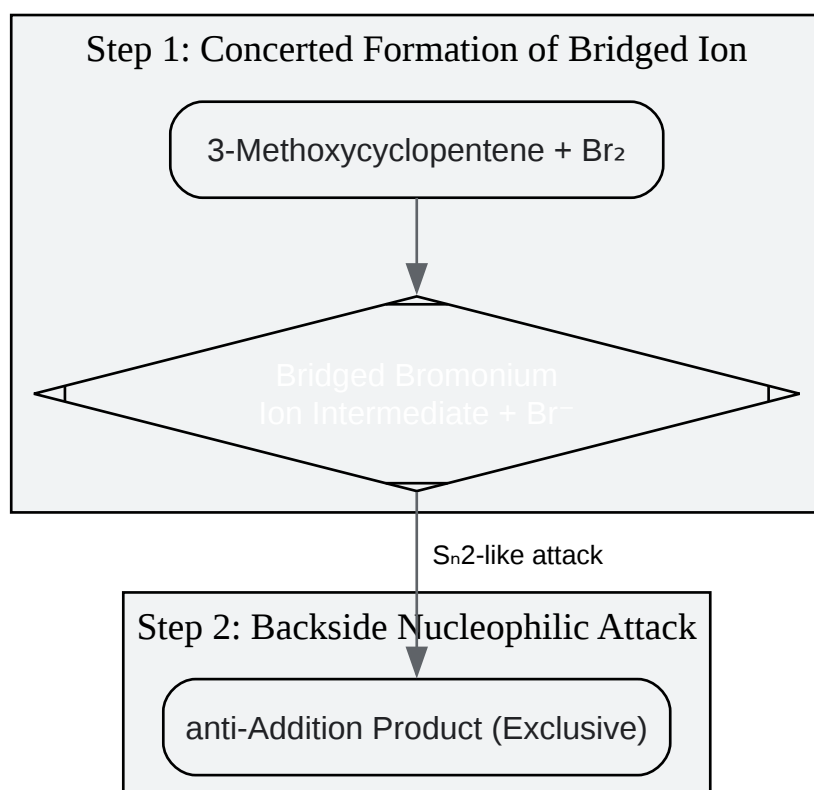 Step 1: Concerted Formation of Bridged Ion
3-Methoxycyclopentene + Br₂
Bridged Bromonium
Ion Intermediate + Br⁻
Sₙ2-like attack
Step 2: Backside Nucleophilic Attack
anti-Addition Product (Exclusive)